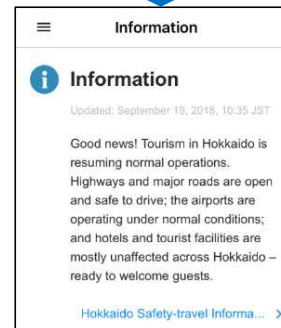 Information
Information
Updated: September 19, 2018, 10:35 JST
Good news! Tourism in Hokkaido is
resuming normal operations.
Highways and major roads are open
and safe to drive; the airports are
operating under normal conditions;
and hotels and tourist facilities are
mostly unaffected across Hokkaido –
ready to welcome guests.
Hokkaido Safety-travel Informa...